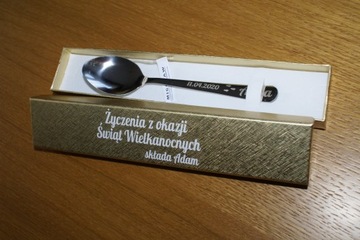 11.04.2020
Życzenia z okazji
Świąt Wielkanocnych
składa Adam